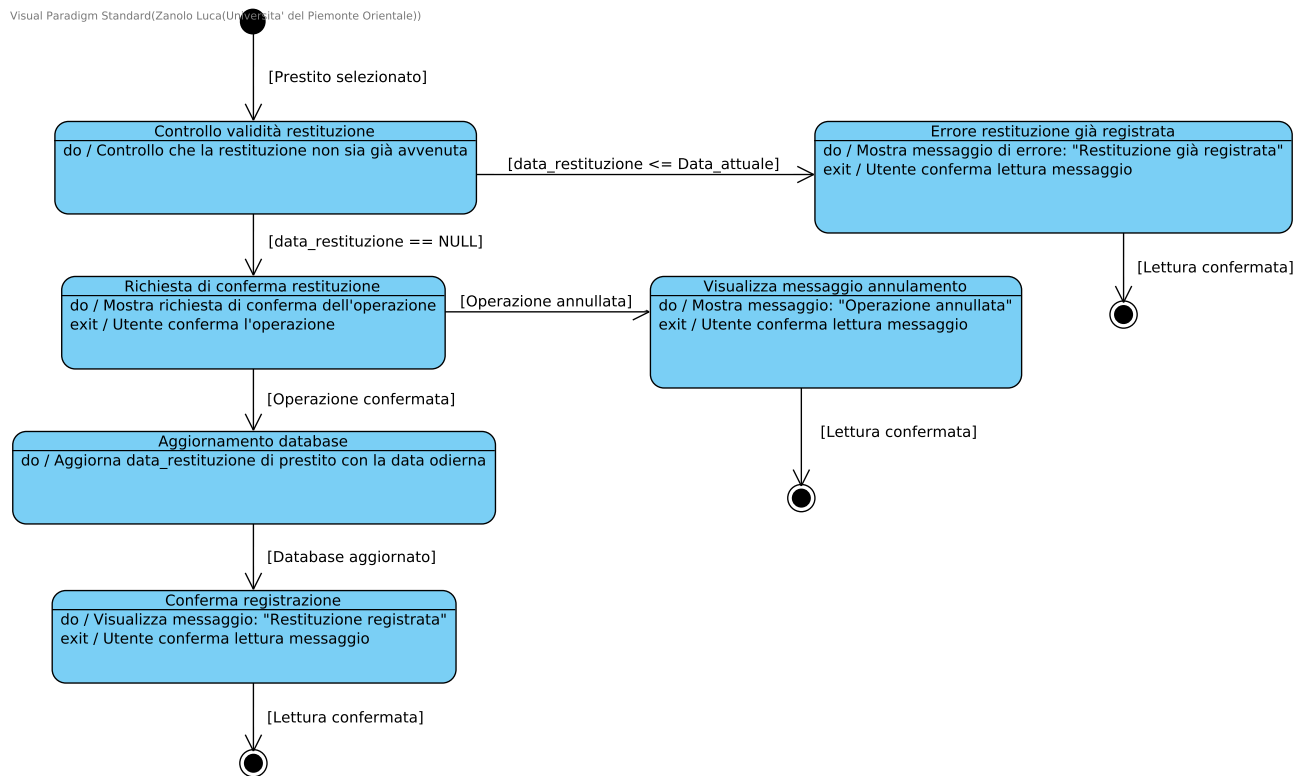 Visual Paradigm Standard(Zanolo Luca(Universita' del Piemonte Orientale))
[Prestito selezionato]
Controllo validità restituzione
do / Controllo che la restituzione non sia già avvenuta
[data_restituzione <= Data_attuale]
Errore restituzione già registrata
do / Mostra messaggio di errore: "Restituzione già registrata"
exit / Utente conferma lettura messaggio
[data_restituzione == NULL]
[Lettura confermata]
Richiesta di conferma restituzione
do / Mostra richiesta di conferma dell'operazione
exit / Utente conferma l'operazione
[Operazione annullata]
Visualizza messaggio annulamento
do / Mostra messaggio: "Operazione annullata"
exit / Utente conferma lettura messaggio
[Operazione confermata]
[Lettura confermata]
Aggiornamento database
do / Aggiorna data_restituzione di prestito con la data odierna
[Database aggiornato]
Conferma registrazione
do / Visualizza messaggio: "Restituzione registrata"
exit / Utente conferma lettura messaggio
[Lettura confermata]